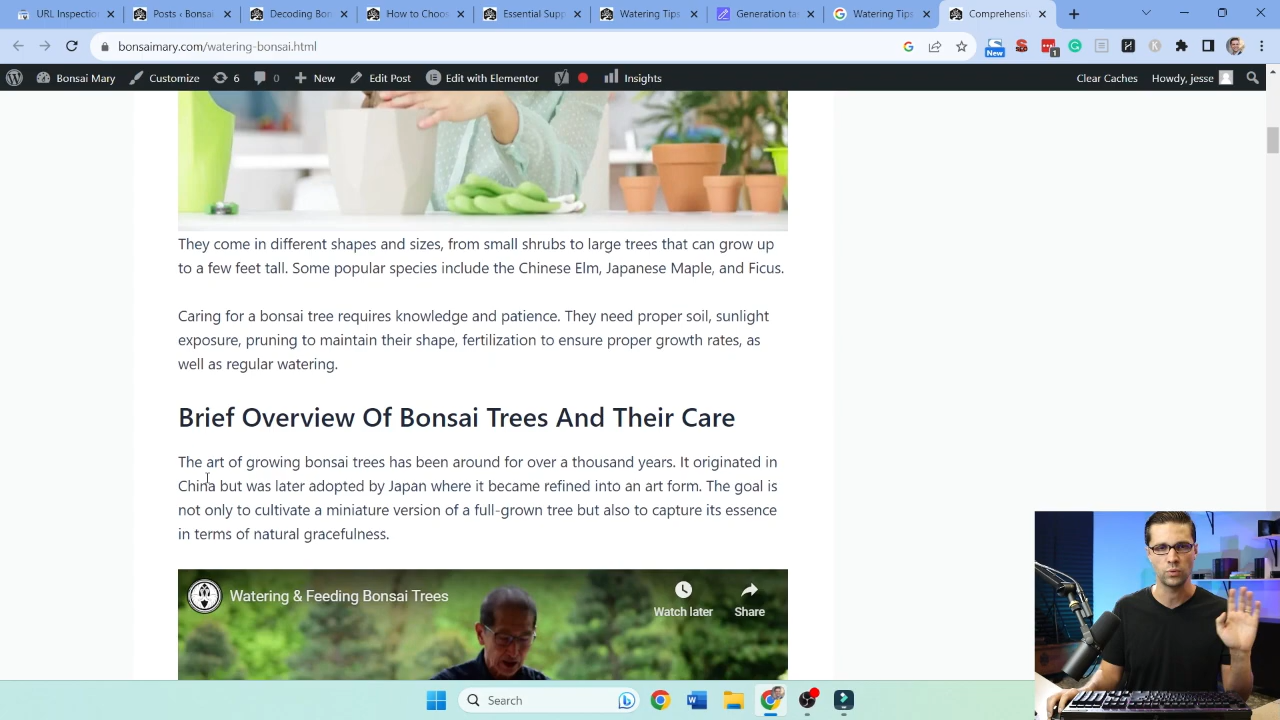 URL Inspection
Bonsai Tree
How to Choos
Watering Tips
Generation ta
Watering Tips
Comprehensiv
bonsaimary.com/watering-bonsai.html
New
1
Bonsai Mary
Customize
6
0
New
Edit Post
Edit with Elementor
Insights
Clear Caches
Howdy, jesse
They come in different shapes and sizes, from small shrubs to large trees that can grow up
to a few feet tall. Some popular species include the Chinese Elm, Japanese Maple, and Ficus.
Caring for a bonsai tree requires knowledge and patience. They need proper soil, sunlight
exposure, pruning to maintain their shape, fertilization to ensure proper growth rates, as
well as regular watering.
Brief Overview Of Bonsai Trees And Their Care
The art of growing bonsai trees has been around for over a thousand years. It originated in
China but was later adopted by Japan where it became refined into an art form. The goal is
not only to cultivate a miniature version of a full-grown tree but also to capture its essence
in terms of natural gracefulness.
Watering & Feeding Bonsai Trees
Watch later
Share
Search